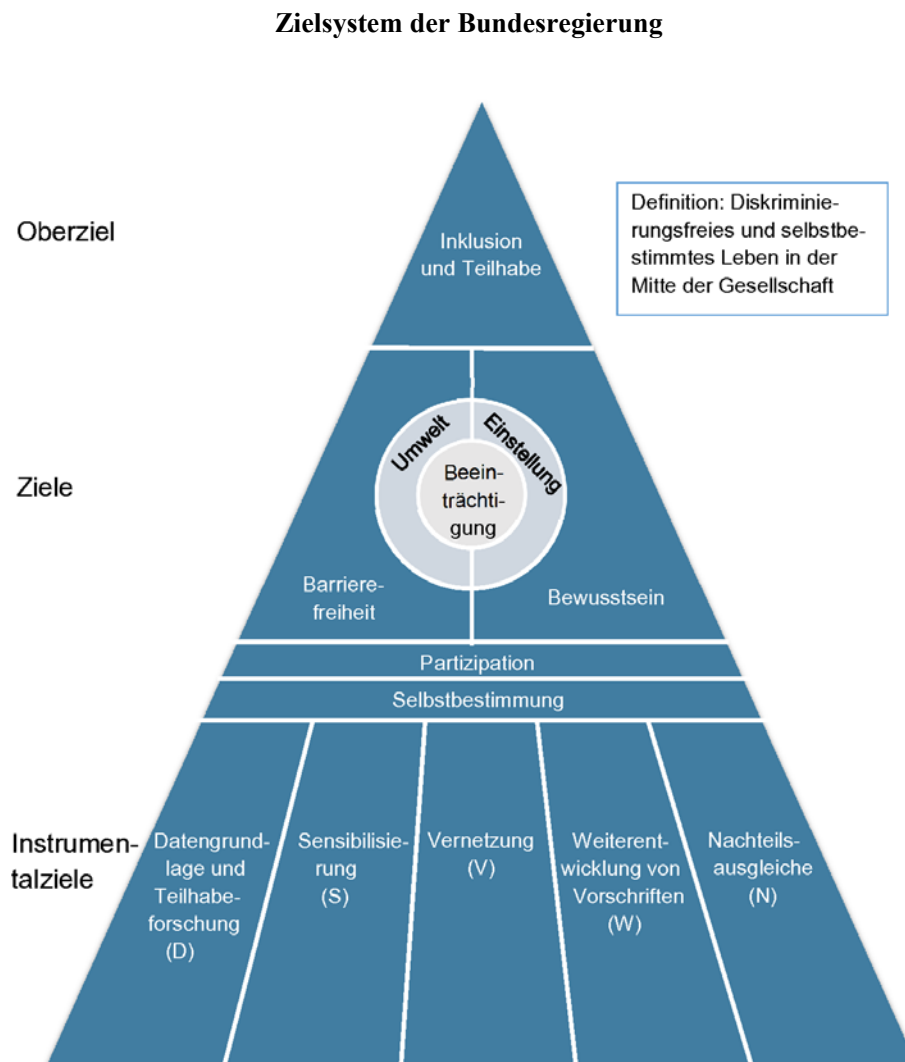 Zielsystem der Bundesregierung
Oberziel
Inklusion
und Teilhabe
Definition: Diskriminie-
rungsfreies und selbstbe-
stimmtes Leben in der
Mitte der Gesellschaft
Ziele
Umwelt
Einstellung
Beein-
trächti-
gung
Barriere-
freiheit
Bewusstsein
Partizipation
Selbstbestimmung
Instrumen-
talziele
Datengrund-
lage und
Teilhabe-
forschung
(D)
Sensibilisie-
rung
(S)
Vernetzung
(V)
Weiterent-
wicklung von
Vorschriften
(W)
Nachteils-
ausgleiche
(N)